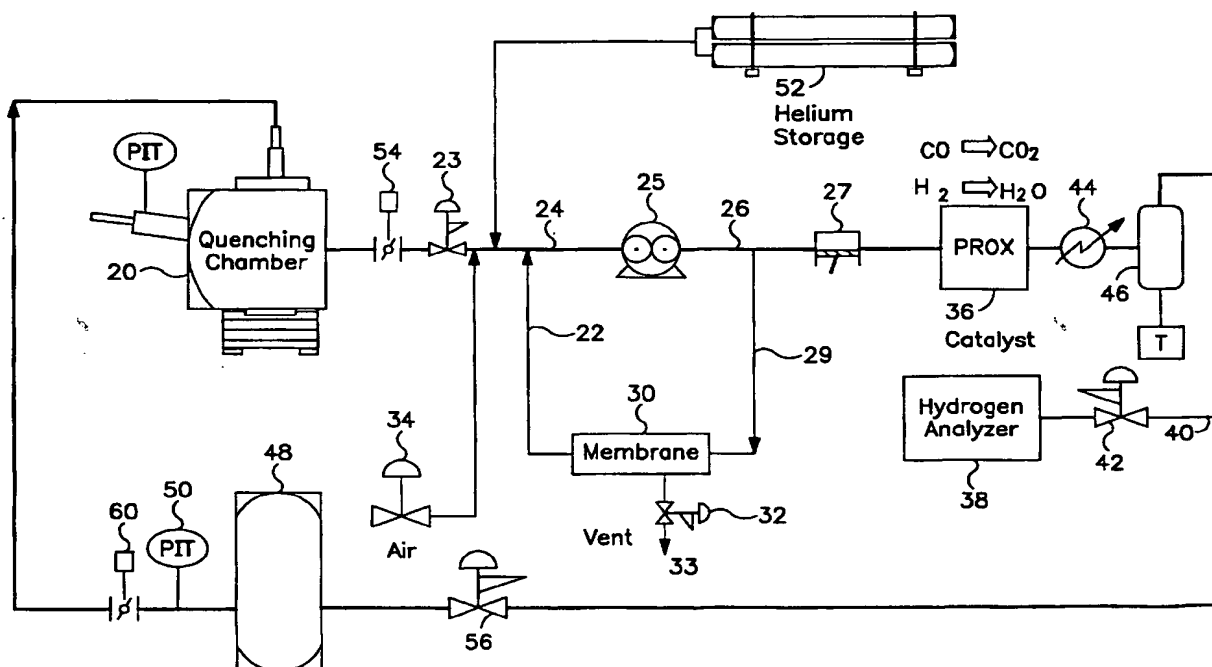 52
Helium
Storage
CO ⇨ CO2
H2 ⇨ H2O
PIT
54
23
25
24
26
27
44
Quenching
Chamber
20
PROX
36
Catalyst
46
T
22
29
30
Membrane
34
Air
32
Vent
33
Hydrogen
Analyzer
38
42
40
48
50
60
PIT
56